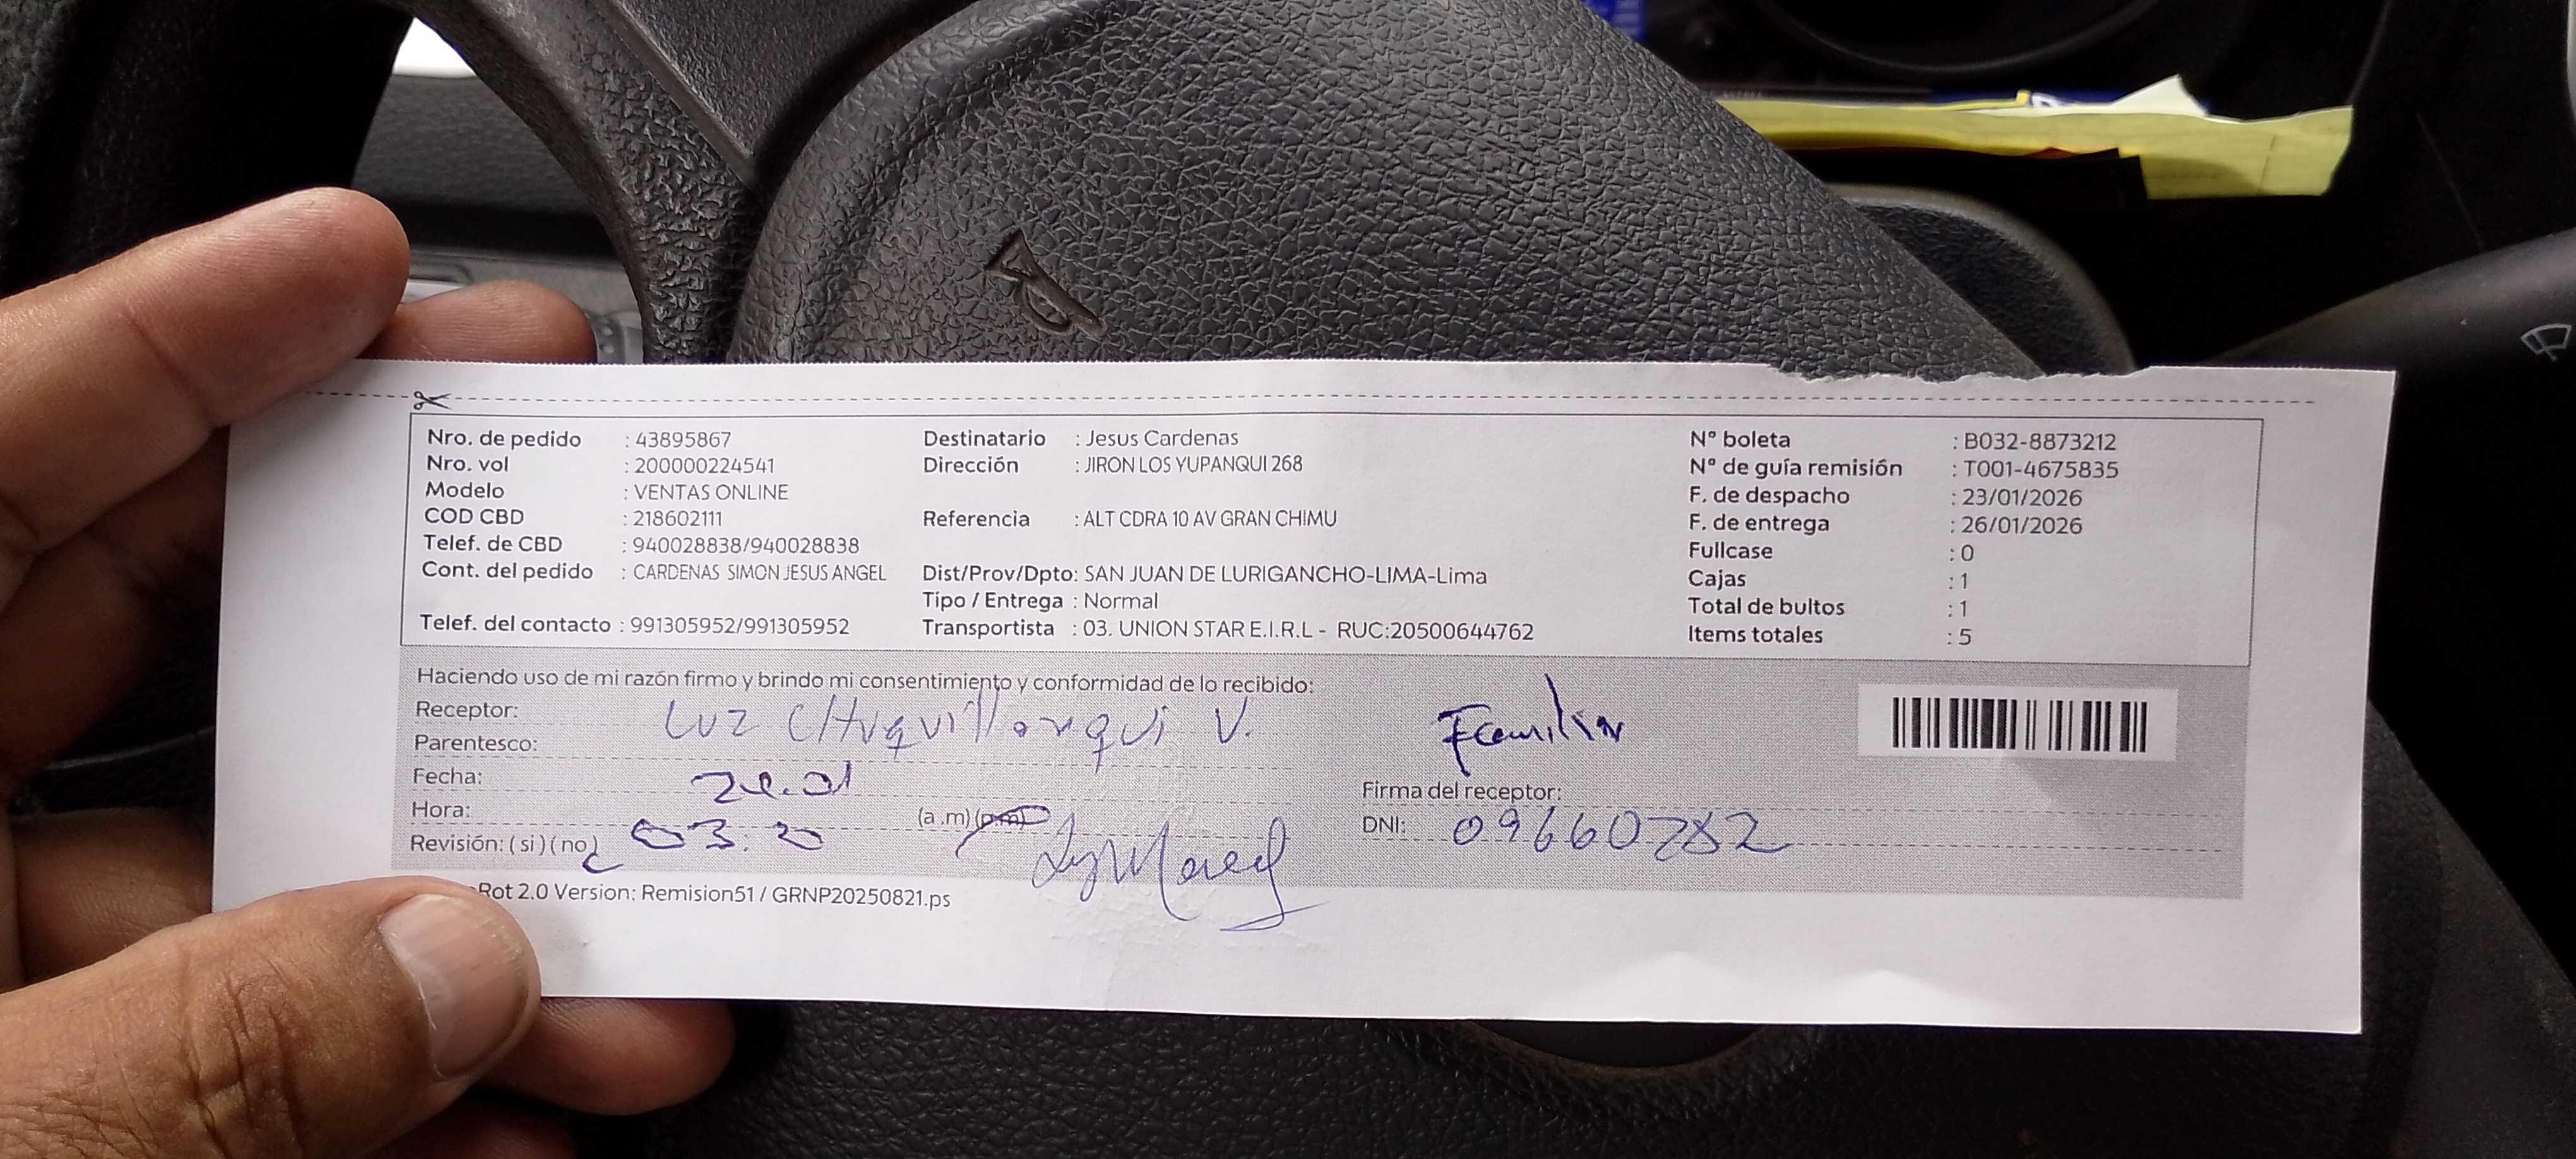 Nro. de pedido : 43895867
Nro. vol : 200000224541
Modelo : VENTAS ONLINE
COD CBD : 218602111
Telef. de CBD : 940028838/940028838
Cont. del pedido : CARDENAS SIMON JESUS ANGEL
Telef. del contacto : 991305952/991305952
Destinatario : Jesus Cardenas
Dirección : JIRON LOS YUPANQUI 268
Referencia : ALT CDRA 10 AV GRAN CHIMU
Dist/Prov/Dpto: SAN JUAN DE LURIGANCHO-LIMA-Lima
Tipo / Entrega : Normal
Transportista : 03. UNION STAR E.I.R.L - RUC:20500644762
Nº boleta : B032-8873212
Nº de guía remisión : T001-4675835
F. de despacho : 23/01/2026
F. de entrega : 26/01/2026
Fullcase : 0
Cajas : 1
Total de bultos : 1
Items totales : 5
Haciendo uso de mi razón firmo y brindo mi consentimiento y conformidad de lo recibido:
Receptor: Luz V.
Parentesco:
Fecha:
Hora: (a .m) (p.m)
Revisión: ( si ) ( no )
Firma del receptor:
DNI: 09660782
Rot 2.0 Version: Remision51 / GRNP20250821.ps